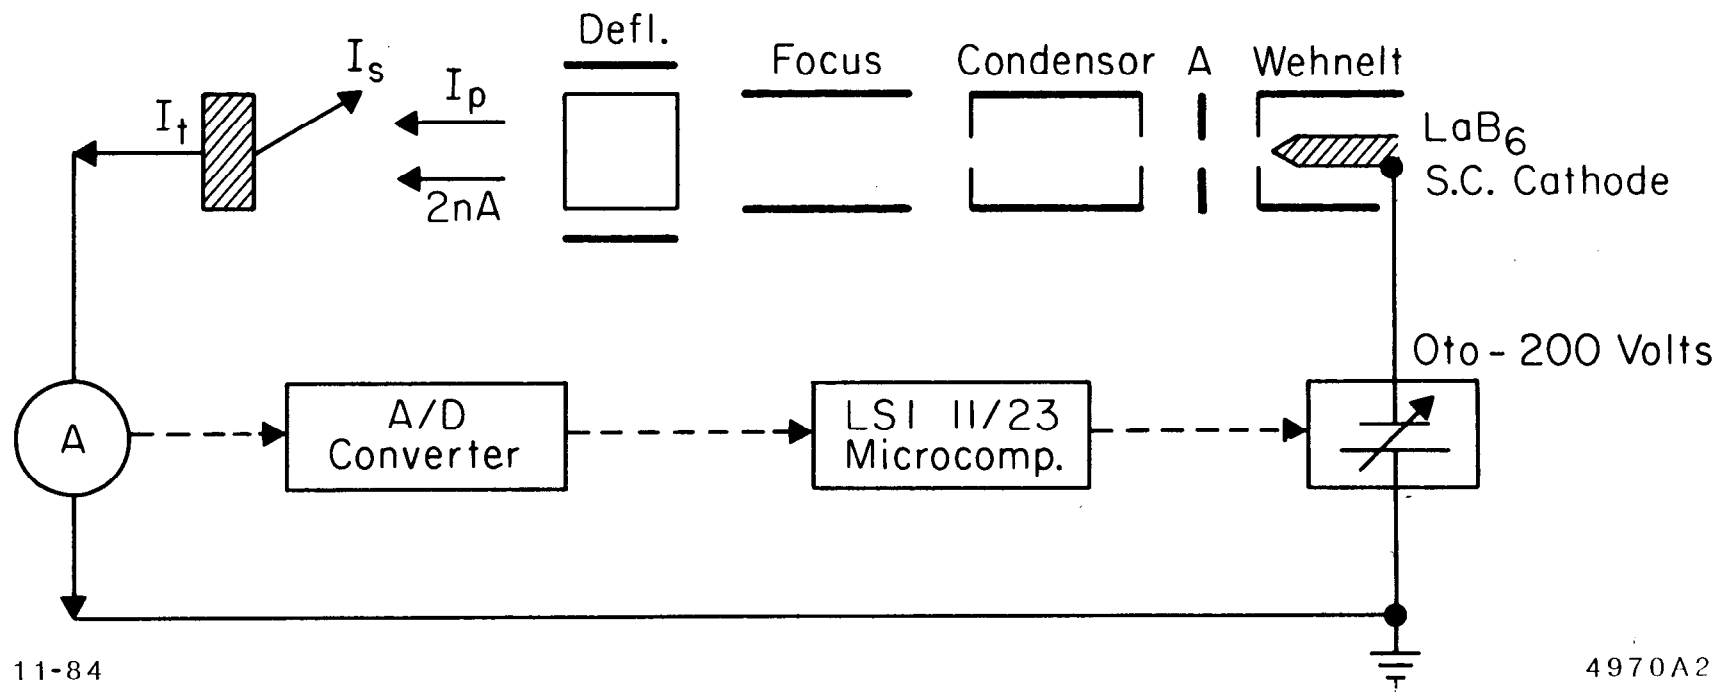 Defl.
Focus
Condensor
A
Wehnelt
Is
Ip
It
2nA
LaB6
S.C. Cathode
0to-200 Volts
A
A/D
Converter
LSI 11/23
Microcomp.
11-84
4970A2